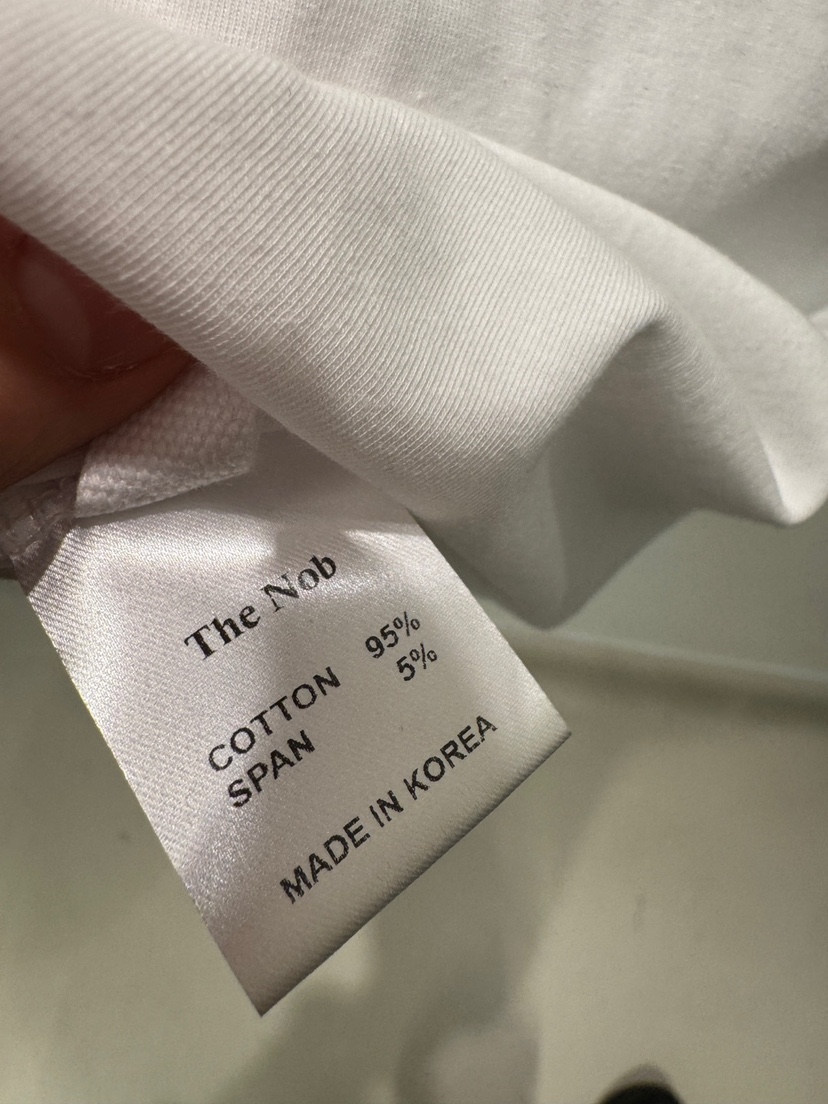 The Nob
COTTON 95%
SPAN 5%
MADE IN KOREA